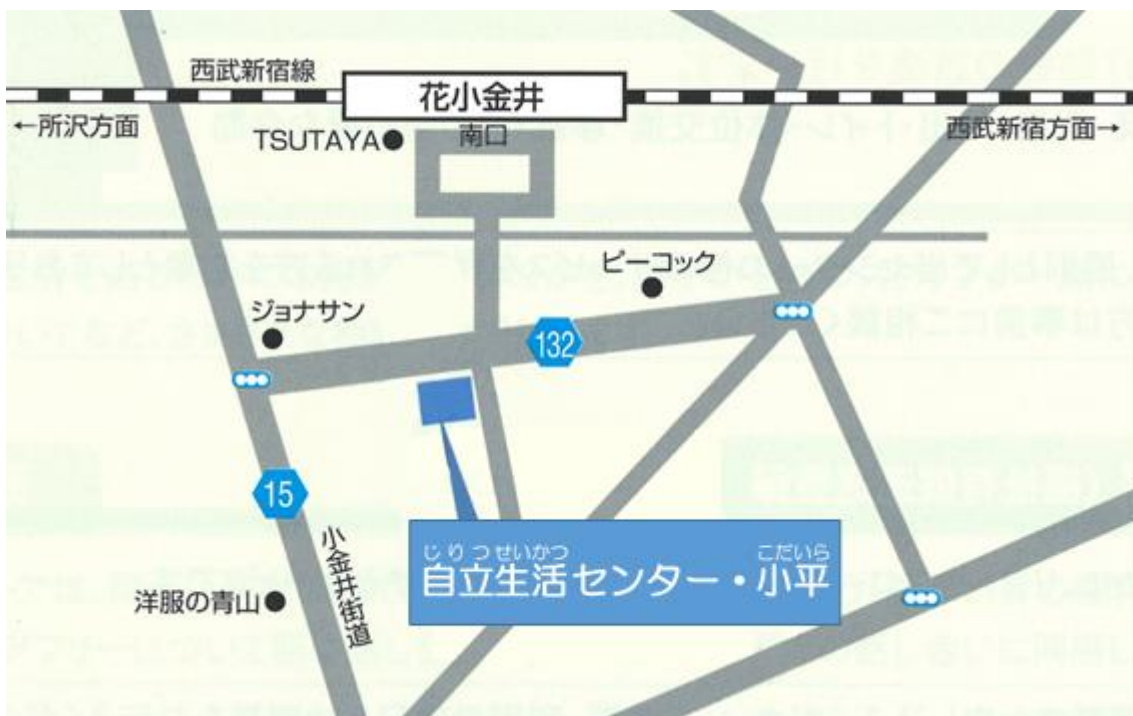 西武新宿線
花小金井
←所沢方面
TSUTAYA
南口
西武新宿方面→
ピーコック
ジョナサン
132
15
小金井街道
洋服の青山
じりつせいかつ こだいら
自立生活センター・小平